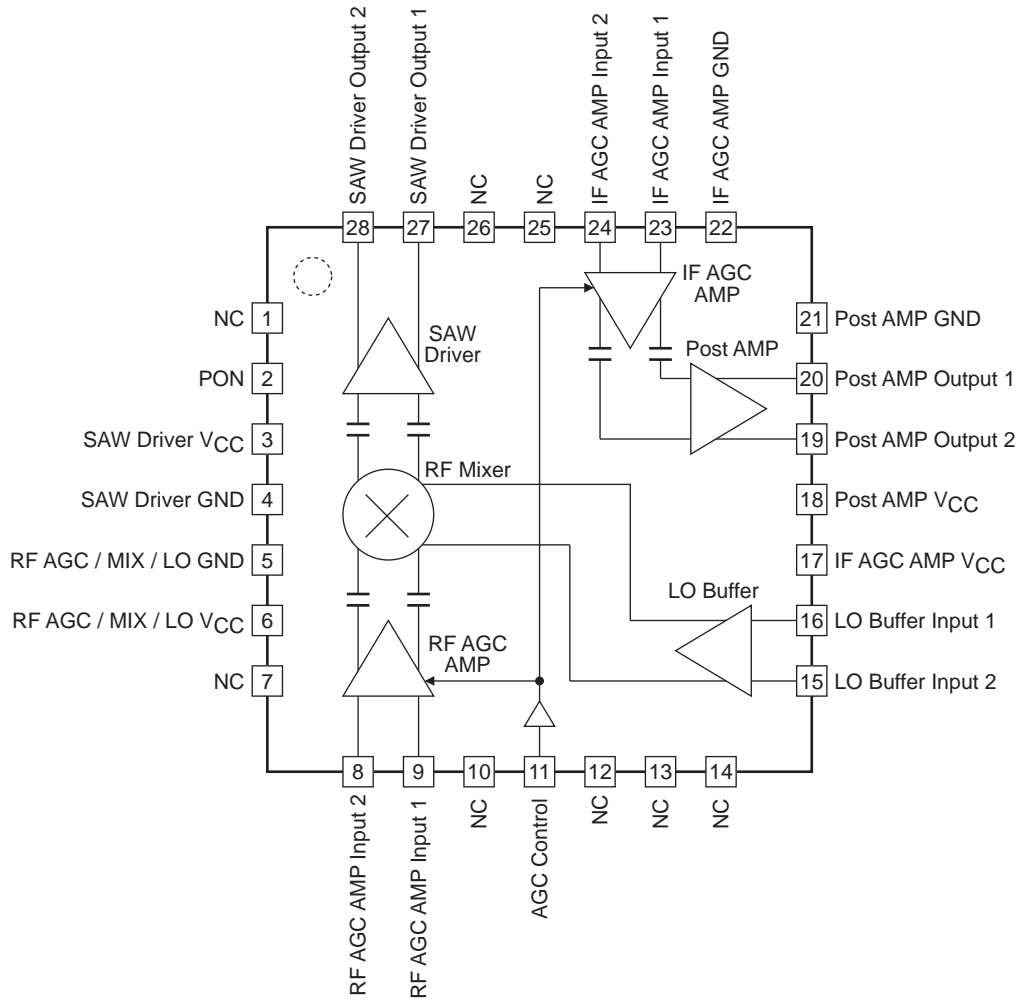 SAW Driver Output 2
SAW Driver Output 1
NC
NC
IF AGC AMP Input 2
IF AGC AMP Input 1
IF AGC AMP GND
28
27
26
25
24
23
22
NC 1
PON 2
SAW Driver VCC 3
SAW Driver GND 4
RF AGC / MIX / LO GND 5
RF AGC / MIX / LO VCC 6
NC 7
SAW
Driver
RF Mixer
RF AGC
AMP
IF AGC
AMP
Post AMP
LO Buffer
21 Post AMP GND
20 Post AMP Output 1
19 Post AMP Output 2
18 Post AMP VCC
17 IF AGC AMP VCC
16 LO Buffer Input 1
15 LO Buffer Input 2
8
9
10
11
12
13
14
RF AGC AMP Input 2
RF AGC AMP Input 1
NC
AGC Control
NC
NC
NC